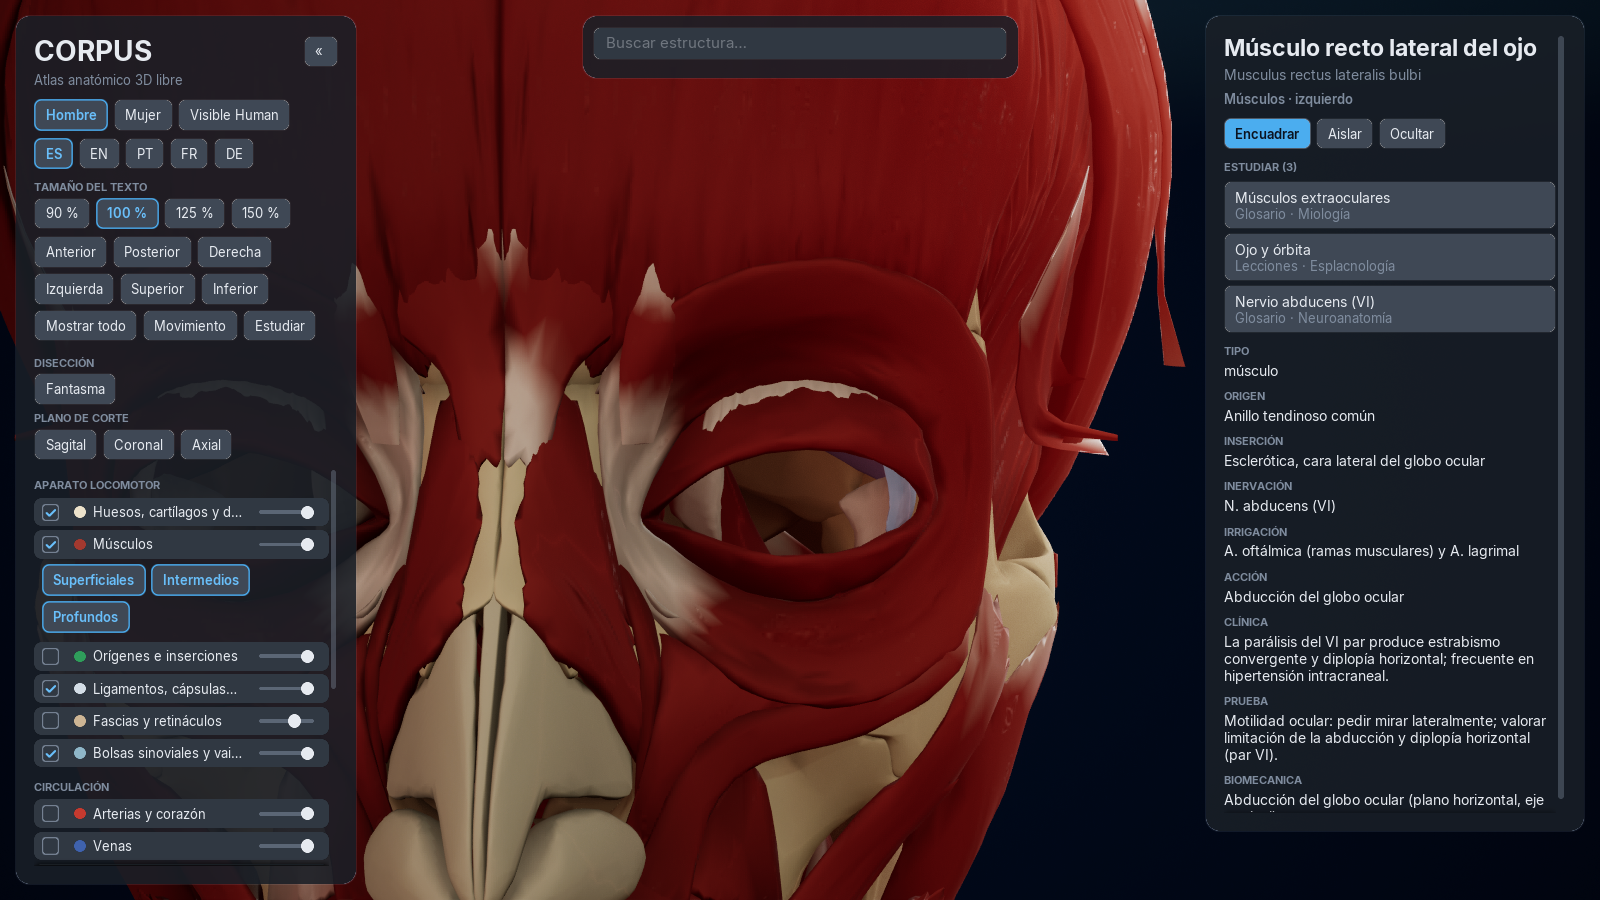 CORPUS
«
Atlas anatómico 3D libre
Hombre Mujer Visible Human
ES EN PT FR DE
TAMAÑO DEL TEXTO
90 % 100 % 125 % 150 %
Anterior Posterior Derecha
Izquierda Superior Inferior
Mostrar todo Movimiento Estudiar
DISECCIÓN
Fantasma
PLANO DE CORTE
Sagital Coronal Axial
APARATO LOCOMOTOR
Huesos, cartílagos y d...
Músculos
Superficiales Intermedios
Profundos
Orígenes e inserciones
Ligamentos, cápsulas...
Fascias y retináculos
Bolsas sinoviales y vai...
CIRCULACIÓN
Arterias y corazón
Venas
Buscar estructura...
Músculo recto lateral del ojo
Musculus rectus lateralis bulbi
Músculos · izquierdo
Encuadrar Aislar Ocultar
ESTUDIAR (3)
Músculos extraoculares
Glosario · Miología
Ojo y órbita
Lecciones · Esplacnología
Nervio abducens (VI)
Glosario · Neuroanatomía
TIPO
músculo
ORIGEN
Anillo tendinoso común
INSERCIÓN
Esclerótica, cara lateral del globo ocular
INERVACIÓN
N. abducens (VI)
IRRIGACIÓN
A. oftálmica (ramas musculares) y A. lagrimal
ACCIÓN
Abducción del globo ocular
CLÍNICA
La parálisis del VI par produce estrabismo
convergente y diplopía horizontal; frecuente en
hipertensión intracraneal.
PRUEBA
Motilidad ocular: pedir mirar lateralmente; valorar
limitación de la abducción y diplopía horizontal
(par VI).
BIOMECANICA
Abducción del globo ocular (plano horizontal, eje